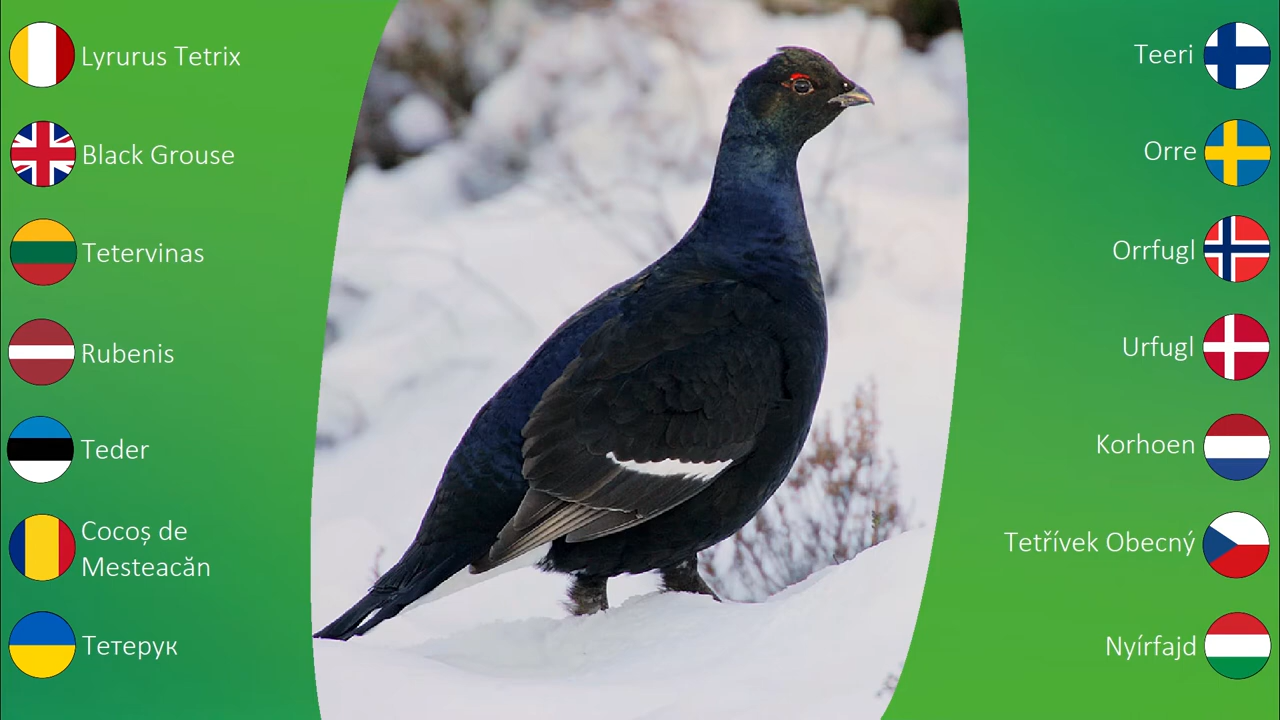 Lyrurus Tetrix
Black Grouse
Tetervinas
Rubenis
Teder
Cocoș de
Mesteacăn
Тетерук
Teeri
Orre
Orrfugl
Urfugl
Korhoen
Tetřívek Obecný
Nyírfajd